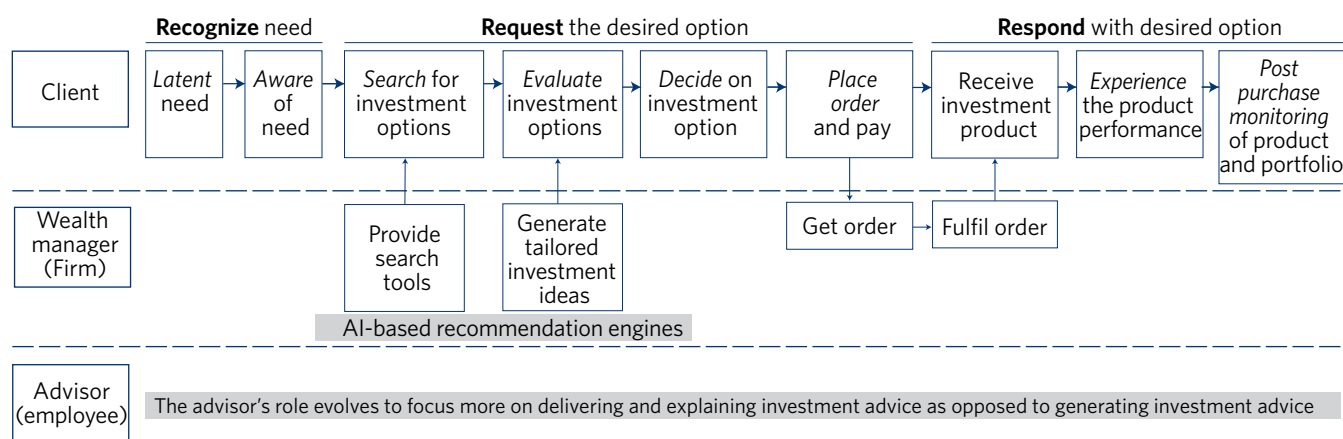 Recognize need
Request the desired option
Respond with desired option
Client
Latent
need
Aware
of
need
Search for
investment
options
Evaluate
investment
options
Decide on
investment
option
Place
order
and pay
Receive
investment
product
Experience
the product
performance
Post
purchase
monitoring
of product
and portfolio
Wealth
manager
(Firm)
Provide
search
tools
Generate
tailored
investment
ideas
Get order
Fulfil order
AI-based recommendation engines
Advisor
(employee)
The advisor’s role evolves to focus more on delivering and explaining investment advice as opposed to generating investment advice